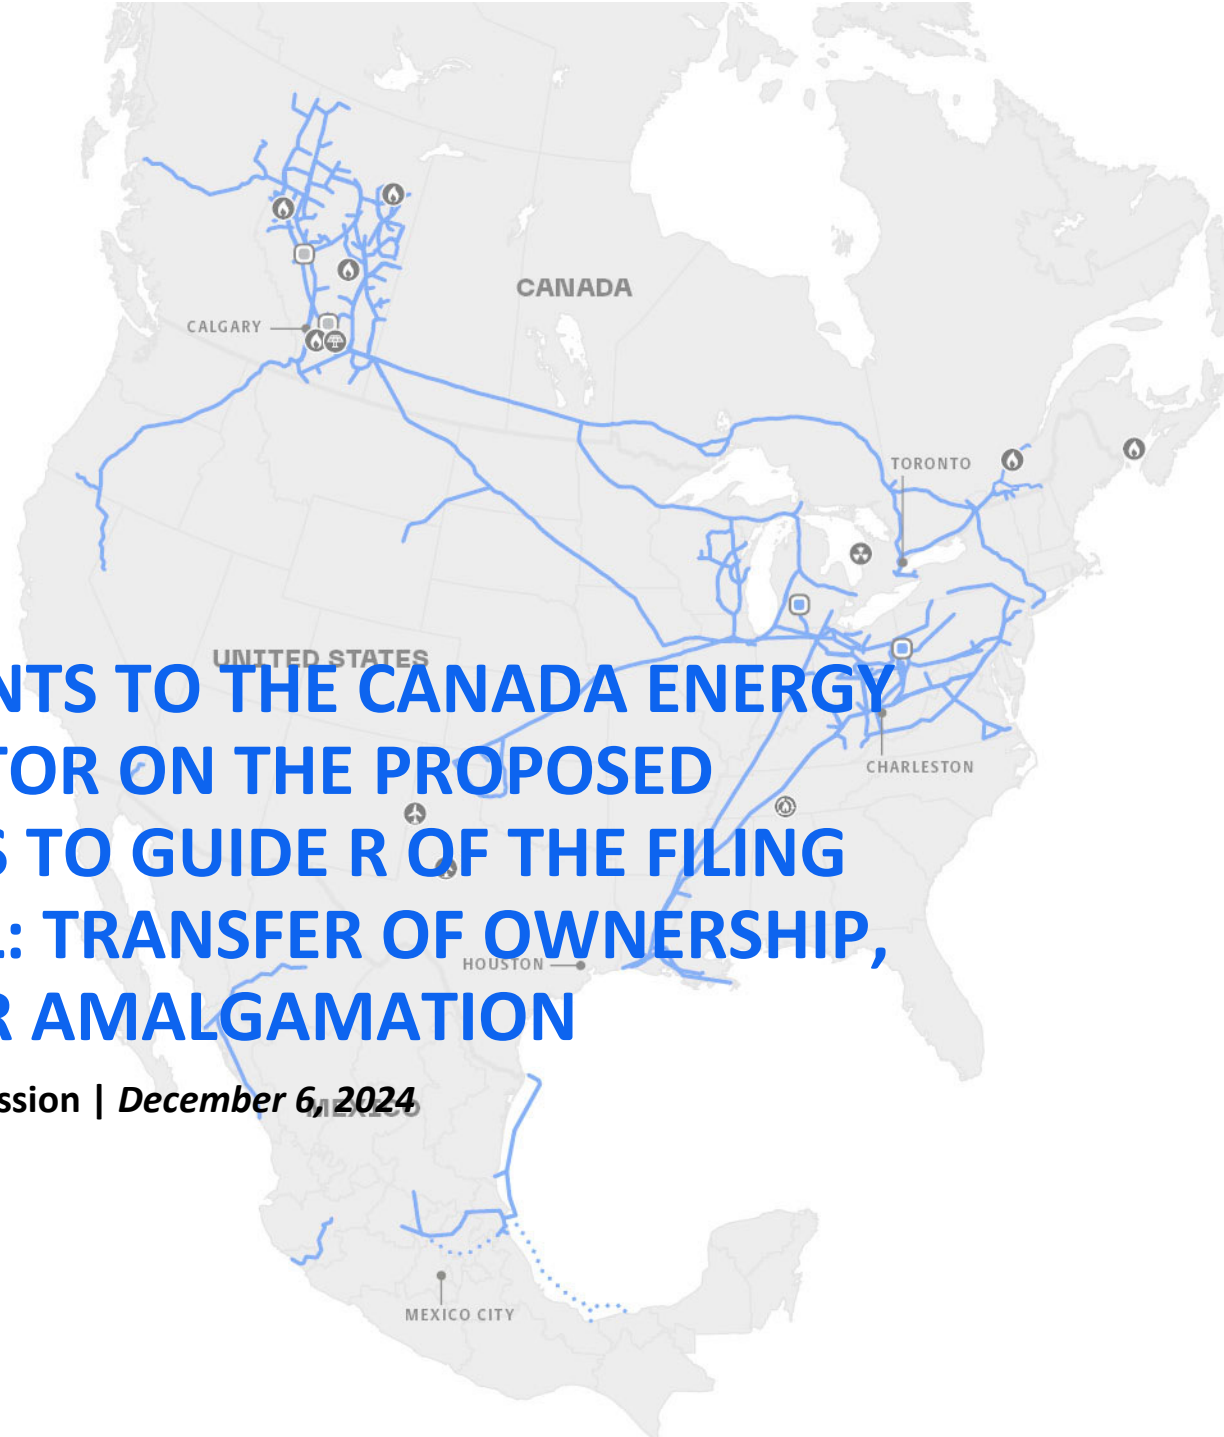 CANADA
CALGARY
TORONTO
UNITED STATES
NTS TO THE CANADA ENERGY
TOR ON THE PROPOSED
CHARLESTON
S TO GUIDE R OF THE FILING
: TRANSFER OF OWNERSHIP,
HOUSTON
R AMALGAMATION
ssion | December 6, 2024
MEXICO
MEXICO CITY